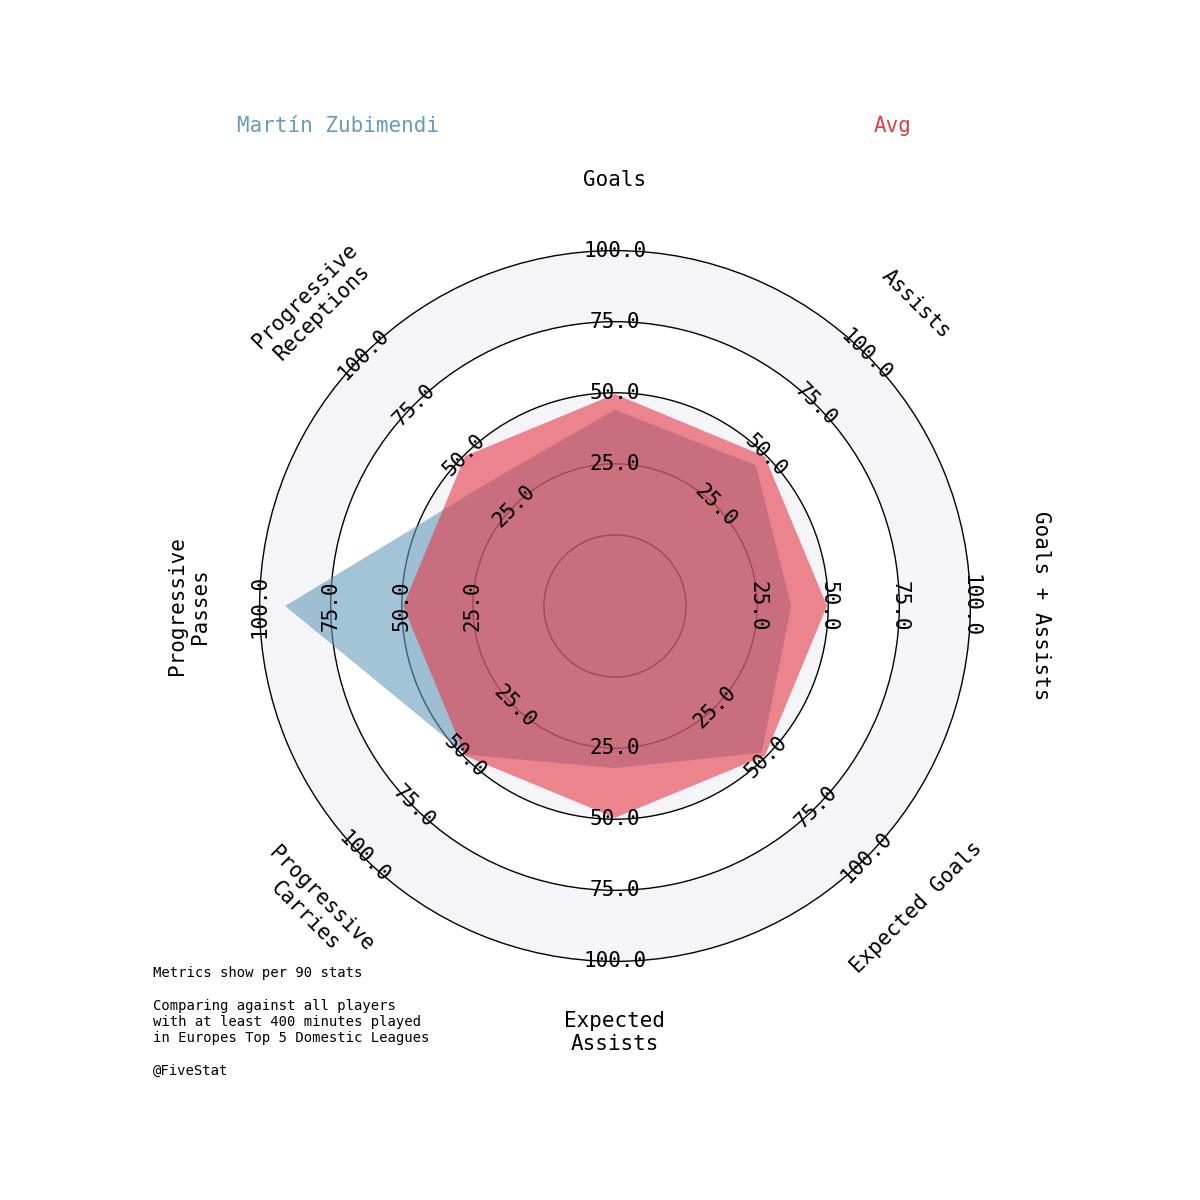 Martín Zubimendi
Avg
Goals
Progressive
Receptions
Assists
100.0
75.0
50.0
25.0
100.0
75.0
50.0
25.0
100.0
75.0
50.0
25.0
Progressive
Passes
100.0
75.0
50.0
25.0
25.0
50.0
75.0
100.0
Goals + Assists
25.0
50.0
75.0
100.0
25.0
50.0
75.0
100.0
25.0
50.0
75.0
100.0
Progressive
Carries
Expected Goals
Expected
Assists
Metrics show per 90 stats
Comparing against all players
with at least 400 minutes played
in Europes Top 5 Domestic Leagues
@FiveStat